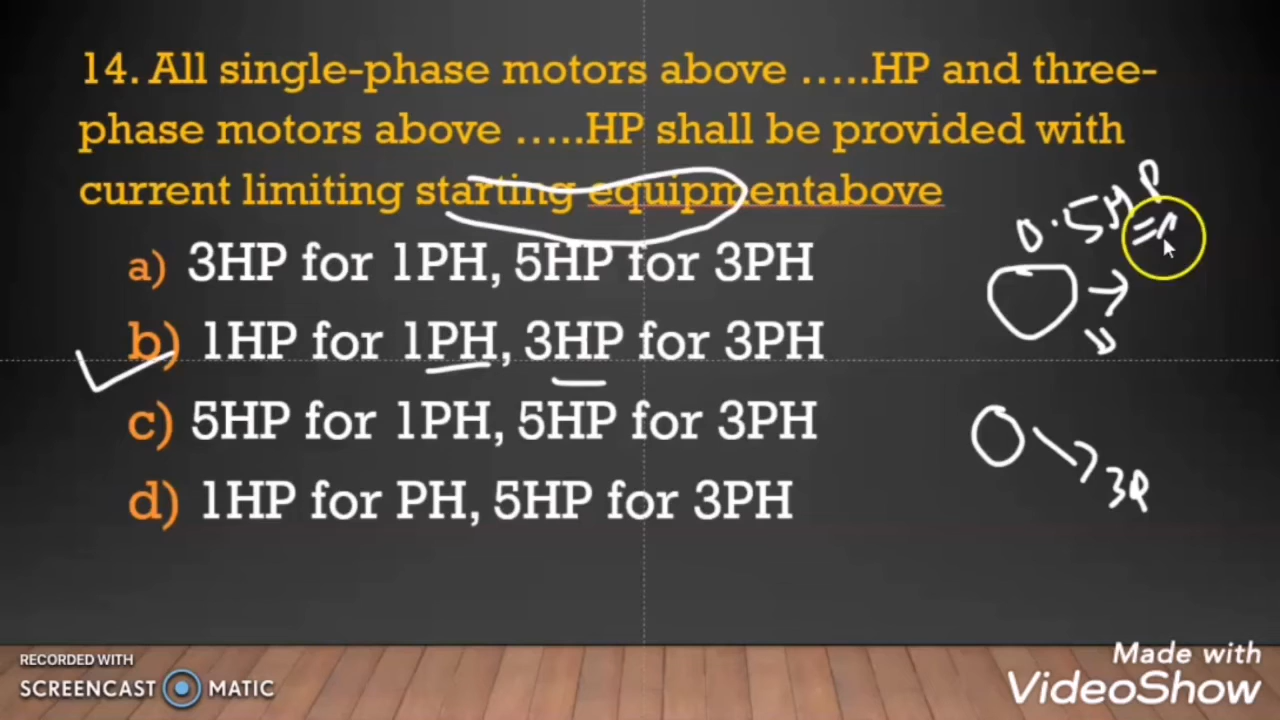 14. All single-phase motors above …..HP and three-
phase motors above …..HP shall be provided with
current limiting starting equipmentabove
a) 3HP for 1PH, 5HP for 3PH
b) 1HP for 1PH, 3HP for 3PH
c) 5HP for 1PH, 5HP for 3PH
d) 1HP for PH, 5HP for 3PH
0.5HP
RECORDED WITH
SCREENCAST MATIC
Made with
VideoShow